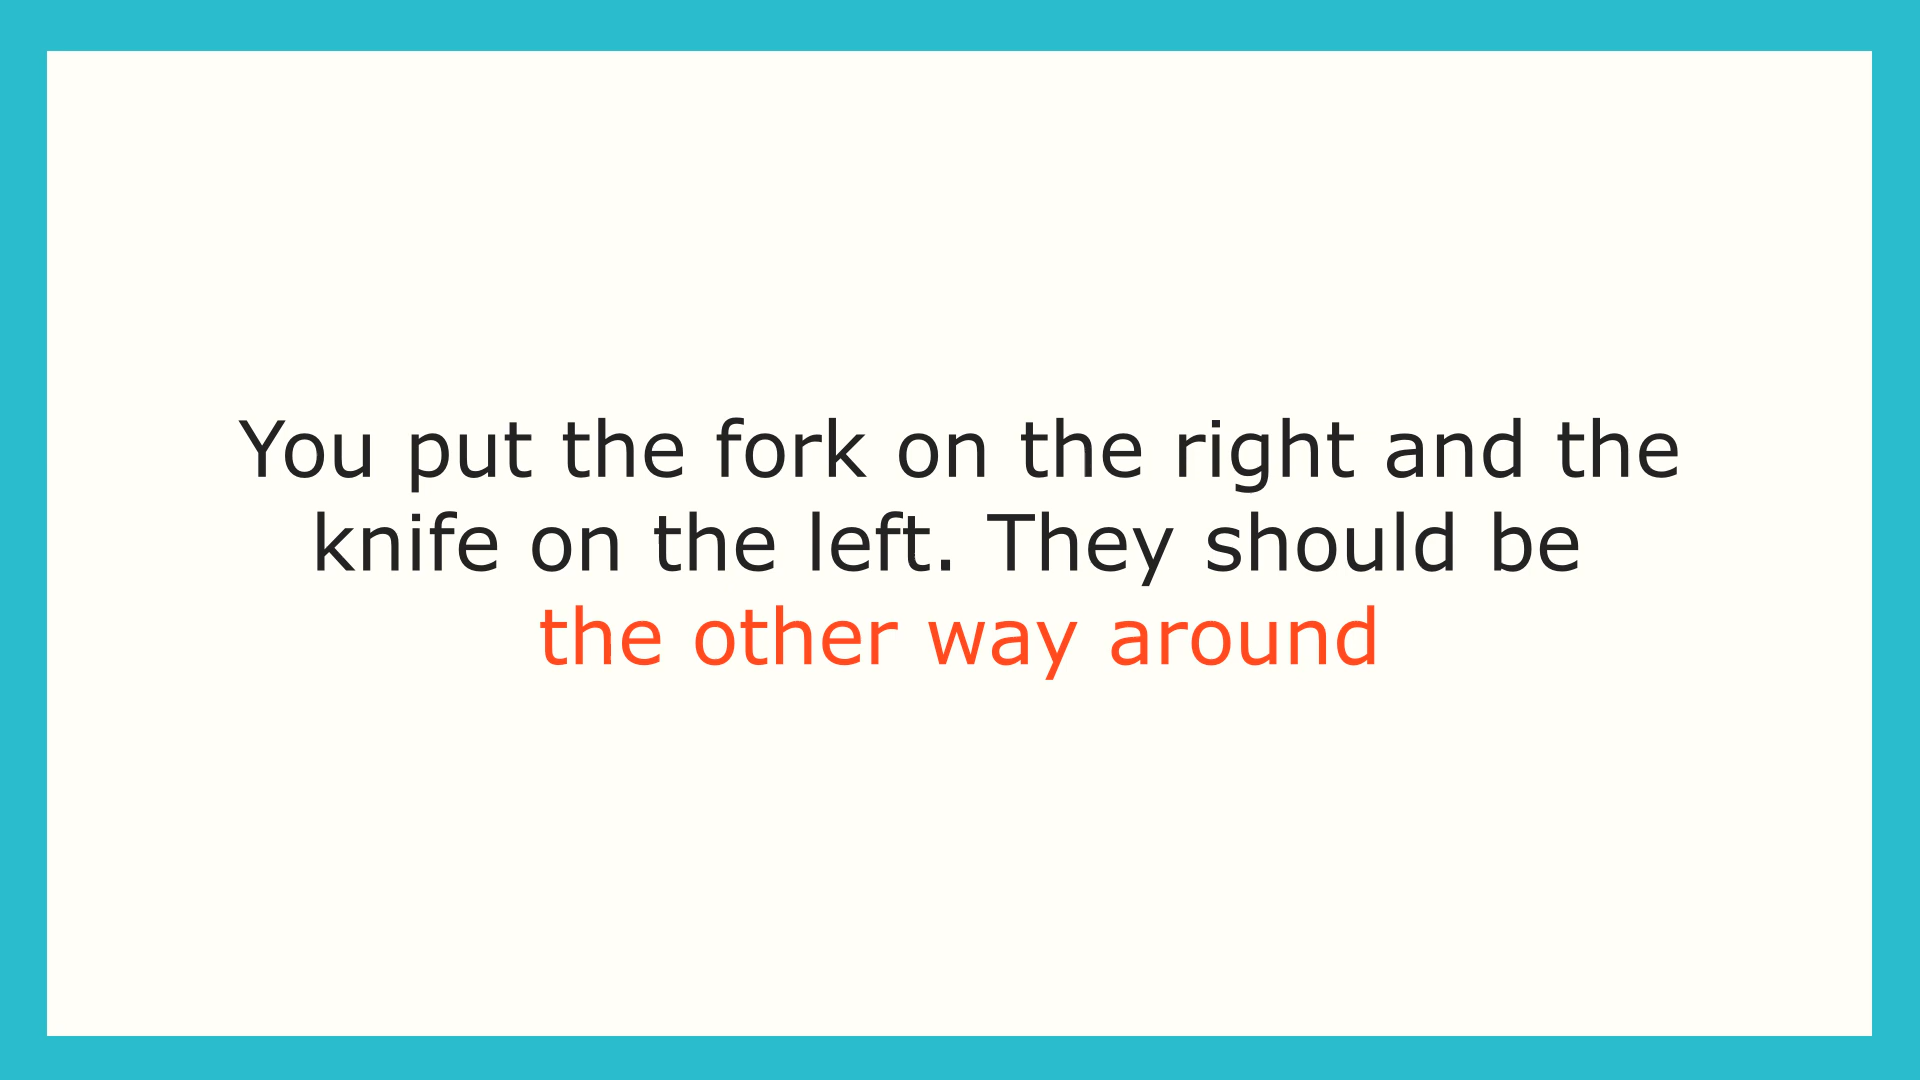 You put the fork on the right and the
knife on the left. They should be
the other way around